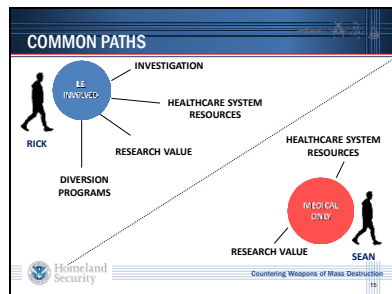 COMMON PATHS
INVESTIGATION
LE
INVOLVED
HEALTHCARE SYSTEM
RESOURCES
RICK
RESEARCH VALUE
DIVERSION
PROGRAMS
HEALTHCARE SYSTEM
RESOURCES
MEDICAL
ONLY
RESEARCH VALUE
SEAN
Homeland
Security
Countering Weapons of Mass Destruction
15